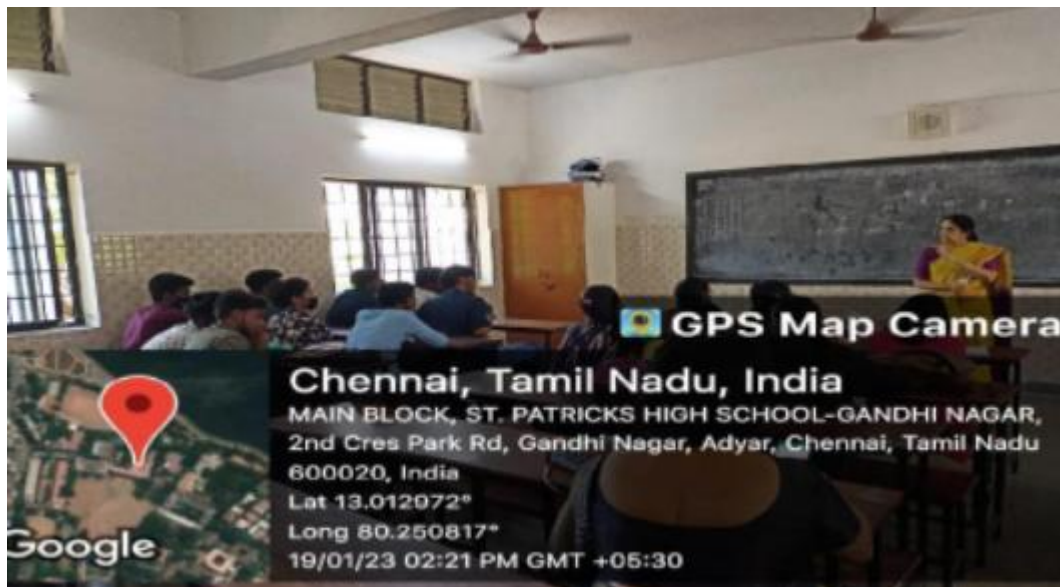 GPS Map Camera
Chennai, Tamil Nadu, India
MAIN BLOCK, ST. PATRICKS HIGH SCHOOL-GANDHI NAGAR,
2nd Cres Park Rd, Gandhi Nagar, Adyar, Chennai, Tamil Nadu
600020, India
Lat 13.012072°
Long 80.250817°
19/01/23 02:21 PM GMT +05:30
Google